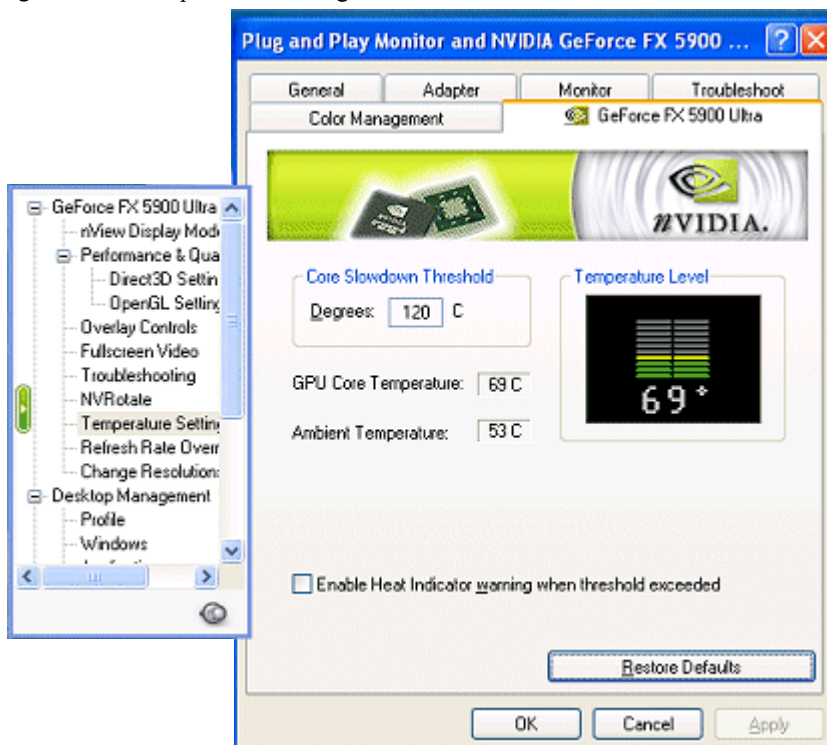 Plug and Play Monitor and NVIDIA GeForce FX 5900 ...
General Adapter Monitor Troubleshoot
Color Management GeForce FX 5900 Ultra
NVIDIA.
GeForce FX 5900 Ultra
nView Display Mod
Performance & Qua
Direct3D Settin
OpenGL Setting
Overlay Controls
Fullscreen Video
Troubleshooting
NVRotate
Temperature Settin
Refresh Rate Overr
Change Resolution
Desktop Management
Profile
Windows
Core Slowdown Threshold
Degrees: 120 C
GPU Core Temperature: 69 C
Ambient Temperature: 53 C
Temperature Level
69°
Enable Heat Indicator warning when threshold exceeded
Restore Defaults
OK Cancel Apply